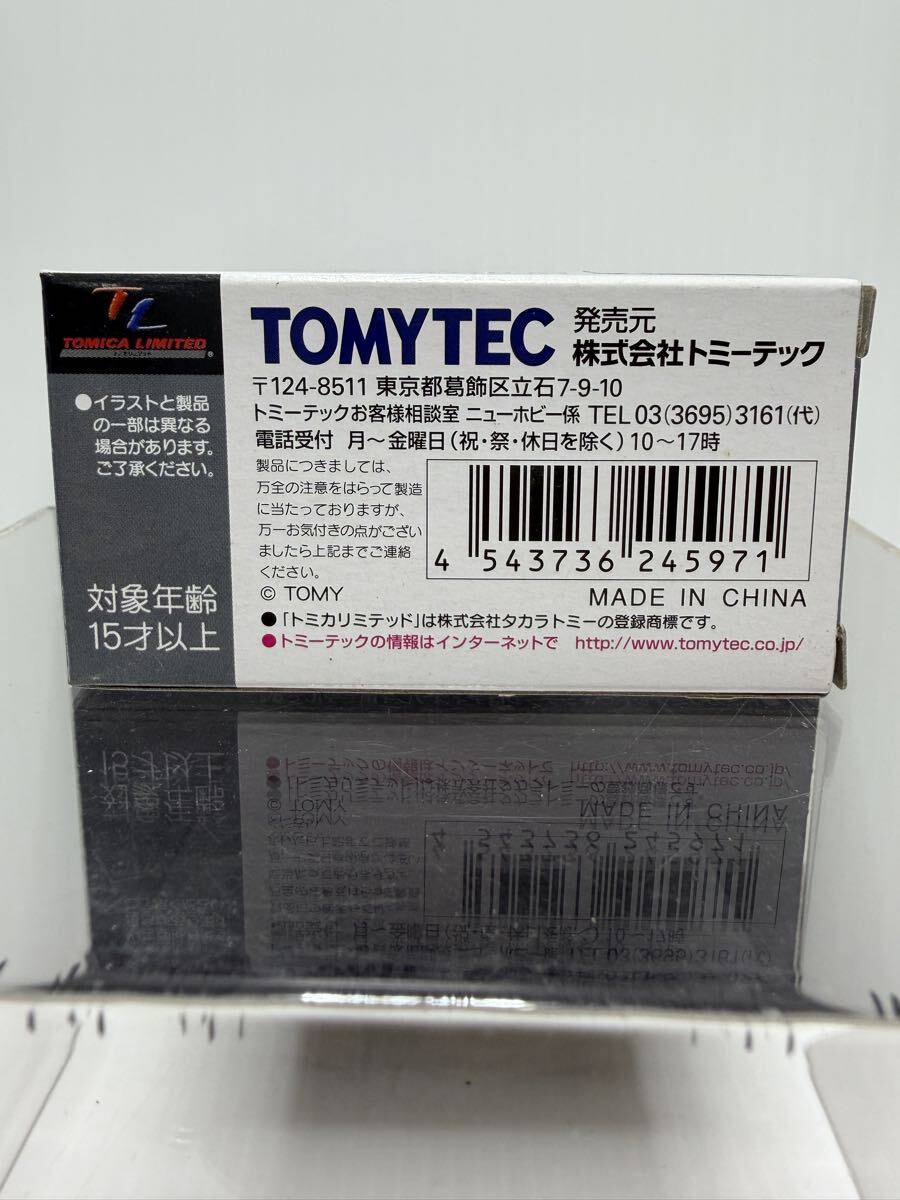 TL
TOMICA LIMITED
トミカリミテッド®
●イラストと製品
の一部は異なる
場合があります。
ご了承ください。
対象年齢
15才以上
TOMYTEC 発売元
株式会社トミーテック
〒124-8511 東京都葛飾区立石7-9-10
トミーテックお客様相談室 ニューホビー係 TEL 03(3695)3161(代)
電話受付 月～金曜日(祝・祭・休日を除く)10～17時
製品につきましては、
万全の注意をはらって製造
に当たっておりますが、
万一お気付きの点がござい
ましたら上記までご連絡
ください。
© TOMY
4 543736 245971
MADE IN CHINA
●「トミカリミテッド」は株式会社タカラトミーの登録商標です。
●トミーテックの情報はインターネットで http://www.tomytec.co.jp/